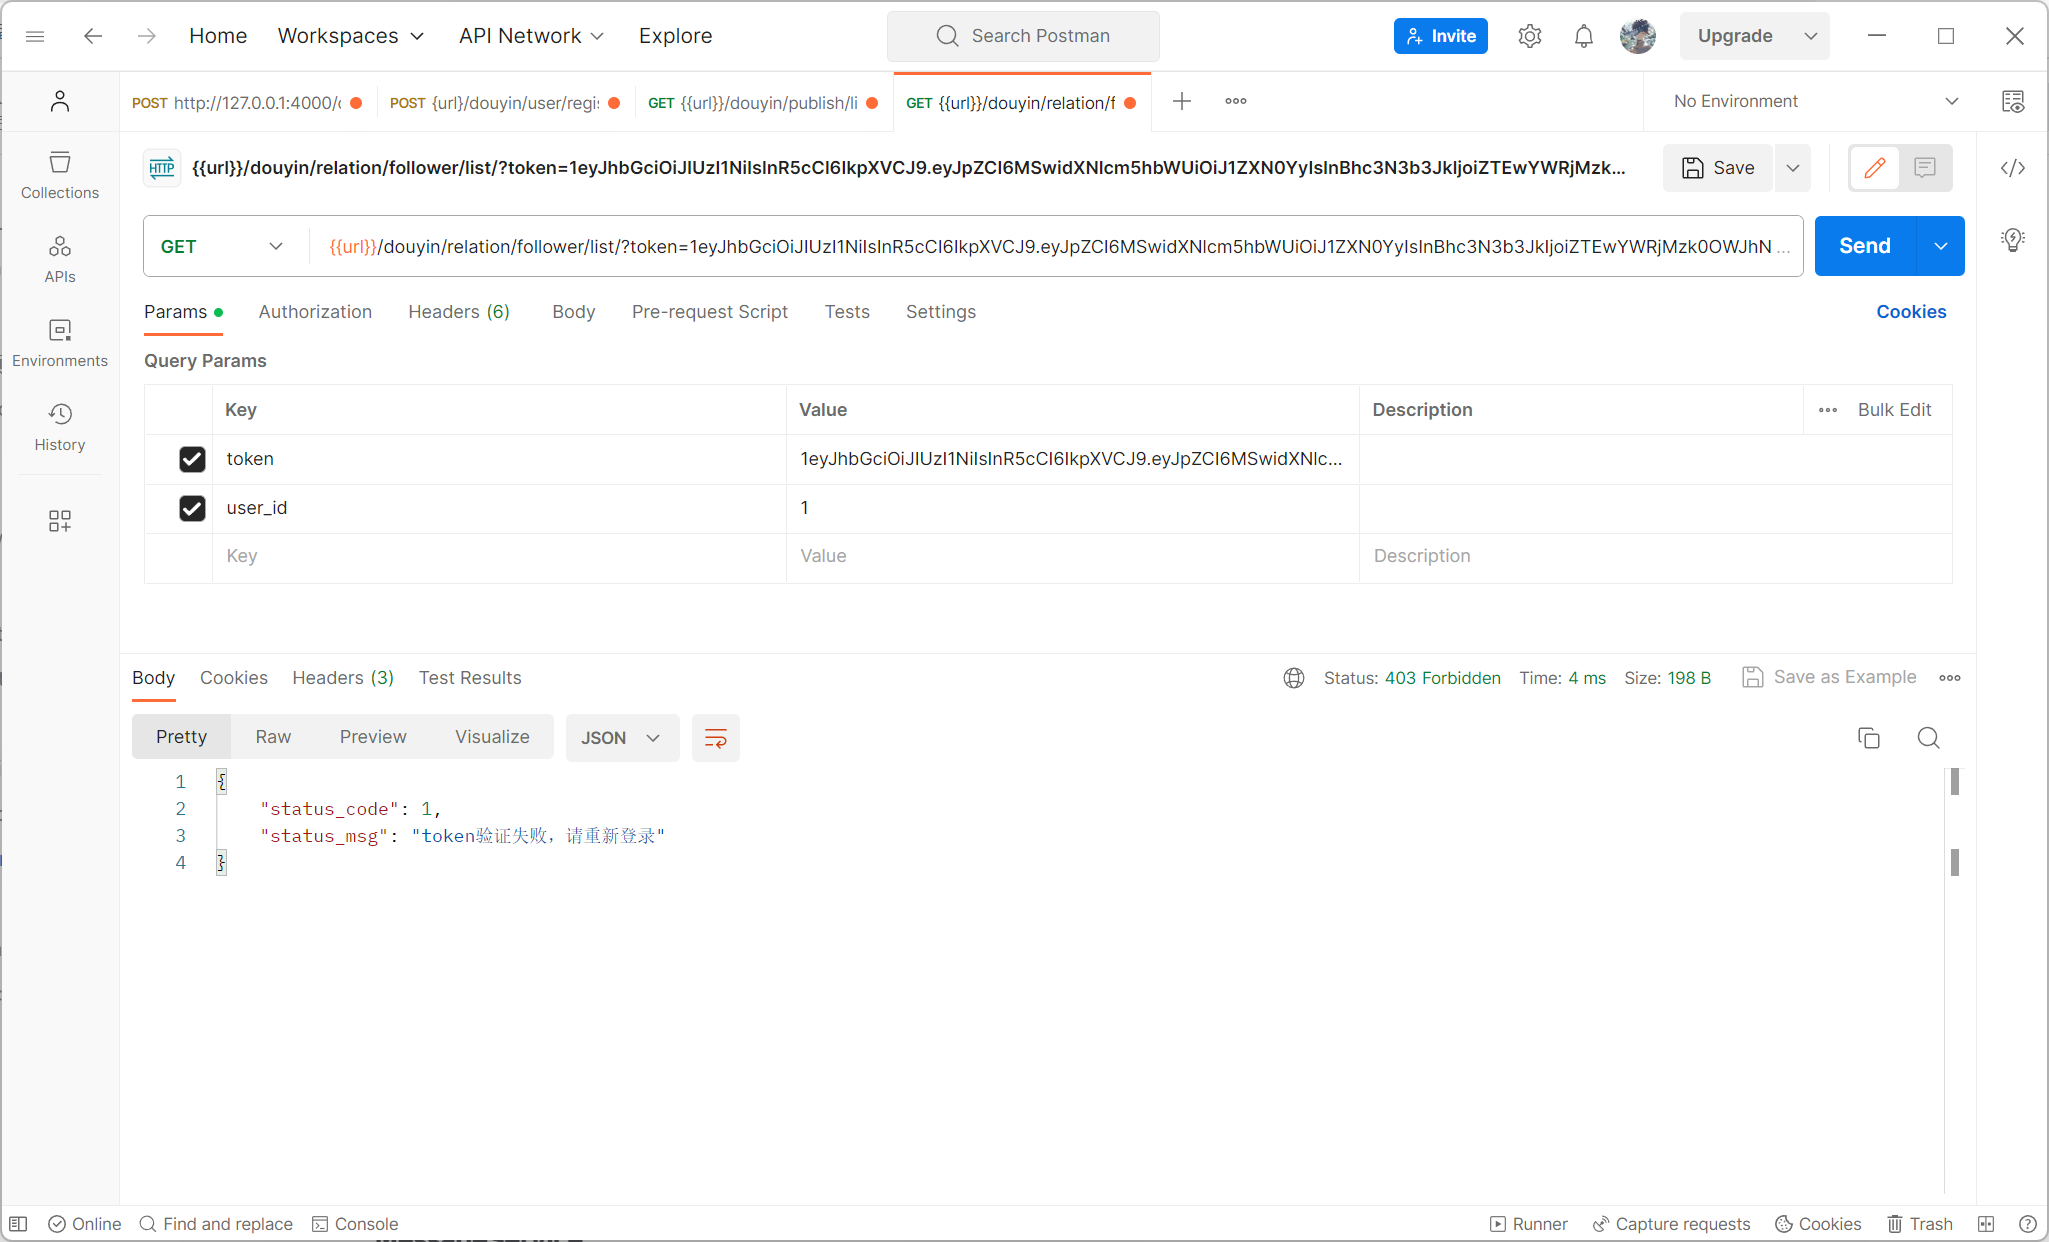 Home Workspaces API Network Explore Search Postman Invite Upgrade
POST http://127.0.0.1:4000/ POST {url}/douyin/user/regi GET {{url}}/douyin/publish/li GET {{url}}/douyin/relation/f No Environment
HTTP {{url}}/douyin/relation/follower/list/?token=1eyJhbGciOiJIUzI1NiIsInR5cCI6IkpXVCJ9.eyJpZCI6MSwidXNlcm5hbWUiOiJ1ZXN0YyIsInBhc3N3b3JkIjoiZTEwYWRjMzk... Save
GET {{url}}/douyin/relation/follower/list/?token=1eyJhbGciOiJIUzI1NiIsInR5cCI6IkpXVCJ9.eyJpZCI6MSwidXNlcm5hbWUiOiJ1ZXN0YyIsInBhc3N3b3JkIjoiZTEwYWRjMzk0OWJhN ... Send
Collections
APIs
Environments
History
Params Authorization Headers (6) Body Pre-request Script Tests Settings Cookies
Query Params
Key Value Description Bulk Edit
token 1eyJhbGciOiJIUzI1NiIsInR5cCI6IkpXVCJ9.eyJpZCI6MSwidXNlc...
user_id 1
Key Value Description
Body Cookies Headers (3) Test Results Status: 403 Forbidden Time: 4 ms Size: 198 B Save as Example
Pretty Raw Preview Visualize JSON
1 {
2 "status_code": 1,
3 "status_msg": "token验证失败，请重新登录"
4 }
Online Find and replace Console Runner Capture requests Cookies Trash